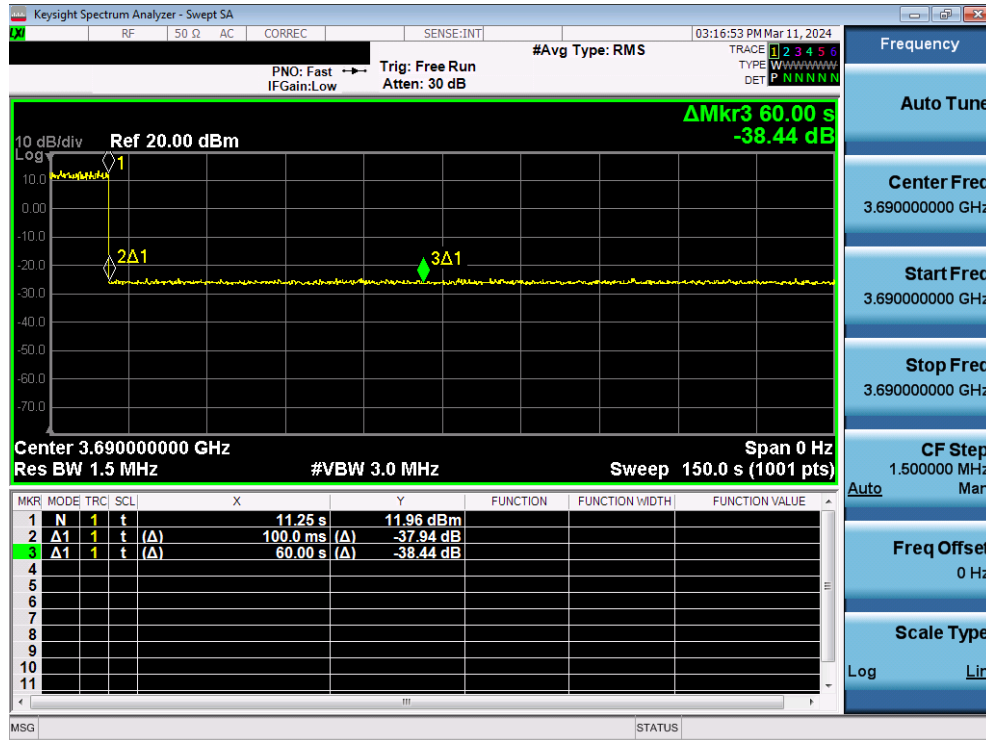 Keysight Spectrum Analyzer - Swept SA
LXI RF 50 Ω AC CORREC SENSE:INT 03:16:53 PM Mar 11, 2024
#Avg Type: RMS TRACE 1 2 3 4 5 6
PNO: Fast Trig: Free Run TYPE WWWWWW
IFGain:Low Atten: 30 dB DET P N N N N N
ΔMkr3 60.00 s
-38.44 dB
10 dB/div Ref 20.00 dBm
Log
1
10.0
0.00
-10.0
2Δ1 3Δ1
-20.0
-30.0
-40.0
-50.0
-60.0
-70.0
Center 3.690000000 GHz Span 0 Hz
Res BW 1.5 MHz #VBW 3.0 MHz Sweep 150.0 s (1001 pts)
MKR MODE TRC SCL X Y FUNCTION FUNCTION WIDTH FUNCTION VALUE
1 N 1 t 11.25 s 11.96 dBm
2 Δ1 1 t (Δ) 100.0 ms (Δ) -37.94 dB
3 Δ1 1 t (Δ) 60.00 s (Δ) -38.44 dB
4
5
6
7
8
9
10
11
MSG STATUS
Frequency
Auto Tune
Center Freq
3.690000000 GHz
Start Freq
3.690000000 GHz
Stop Freq
3.690000000 GHz
CF Step
1.500000 MHz
Auto Man
Freq Offset
0 Hz
Scale Type
Log Lin